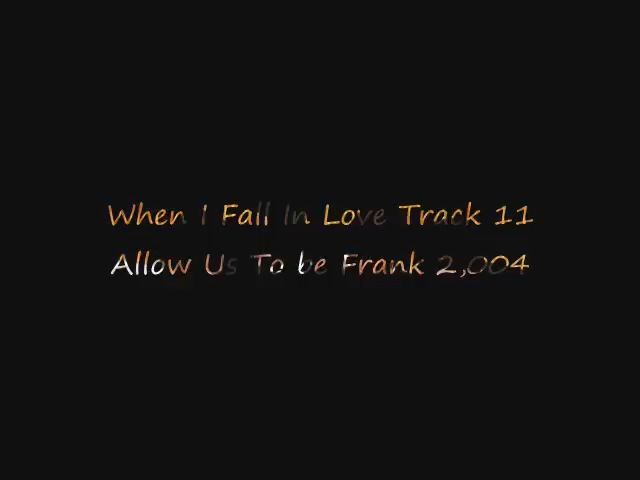 When I Fall In Love Track 11
Allow Us To be Frank 2,004